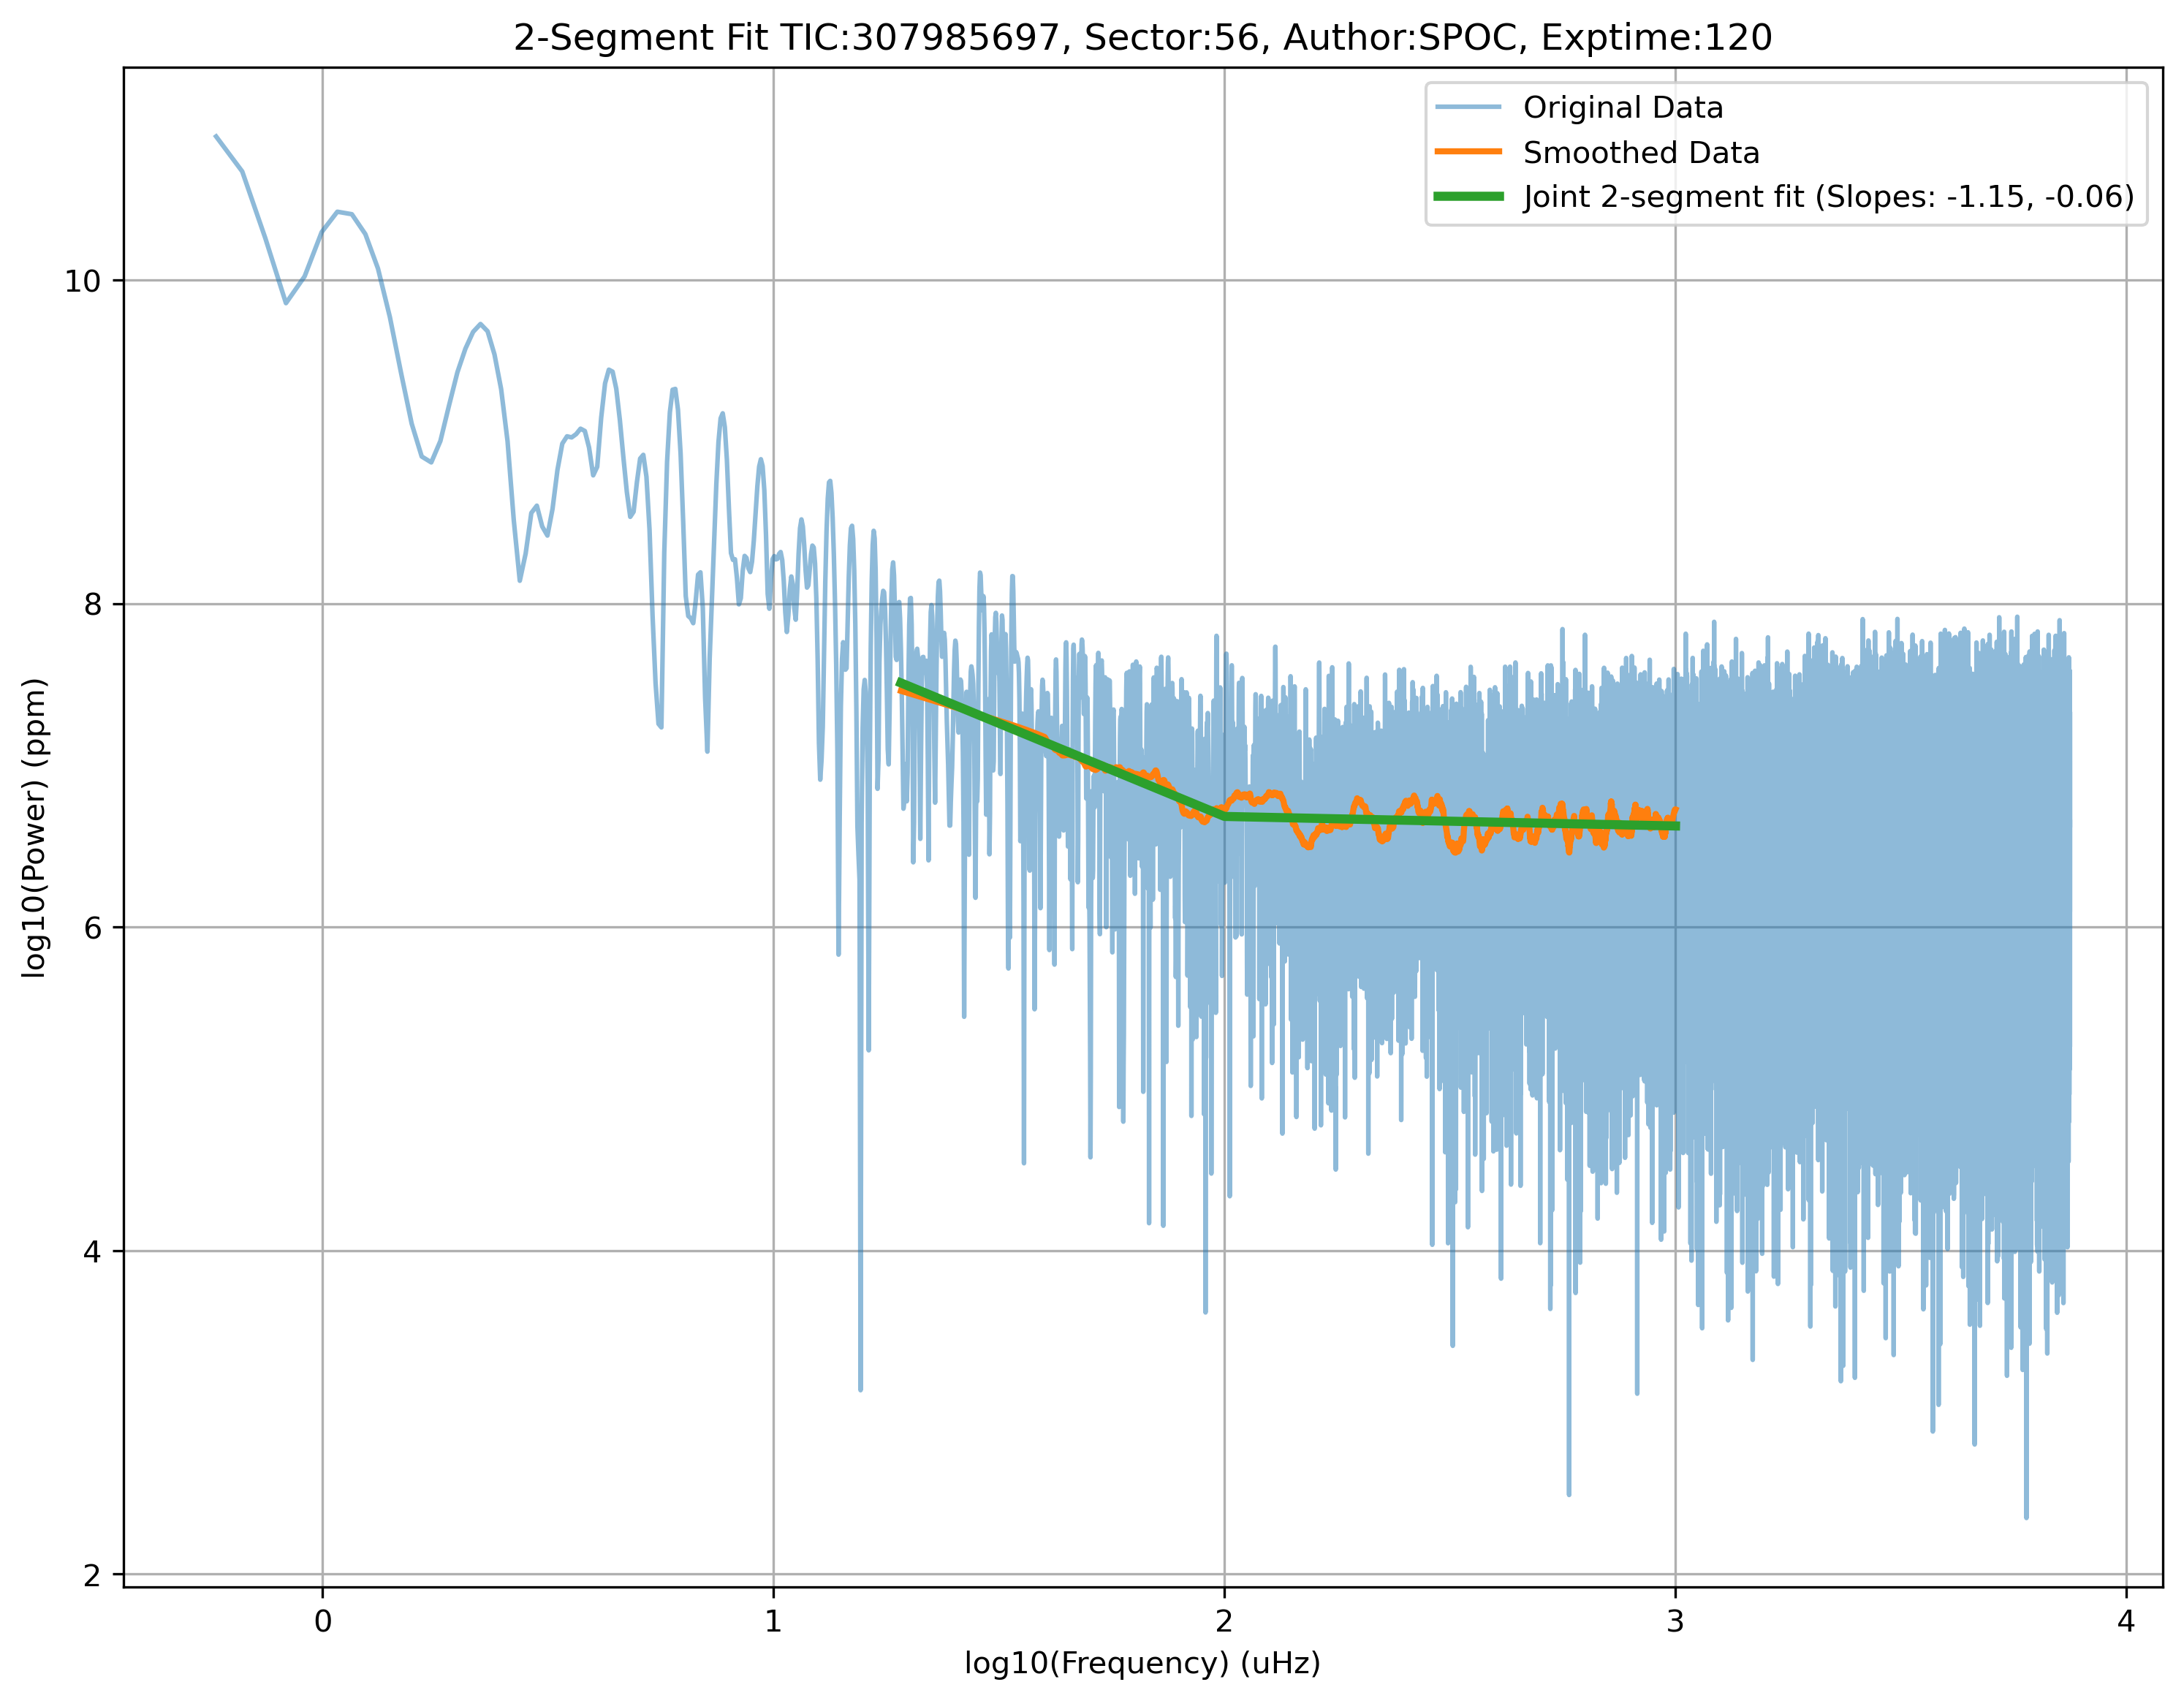 2-Segment Fit TIC:307985697, Sector:56, Author:SPOC, Exptime:120
Original Data
Smoothed Data
Joint 2-segment fit (Slopes: -1.15, -0.06)
log10(Power) (ppm)
10
8
6
4
2
0 1 2 3 4
log10(Frequency) (uHz)